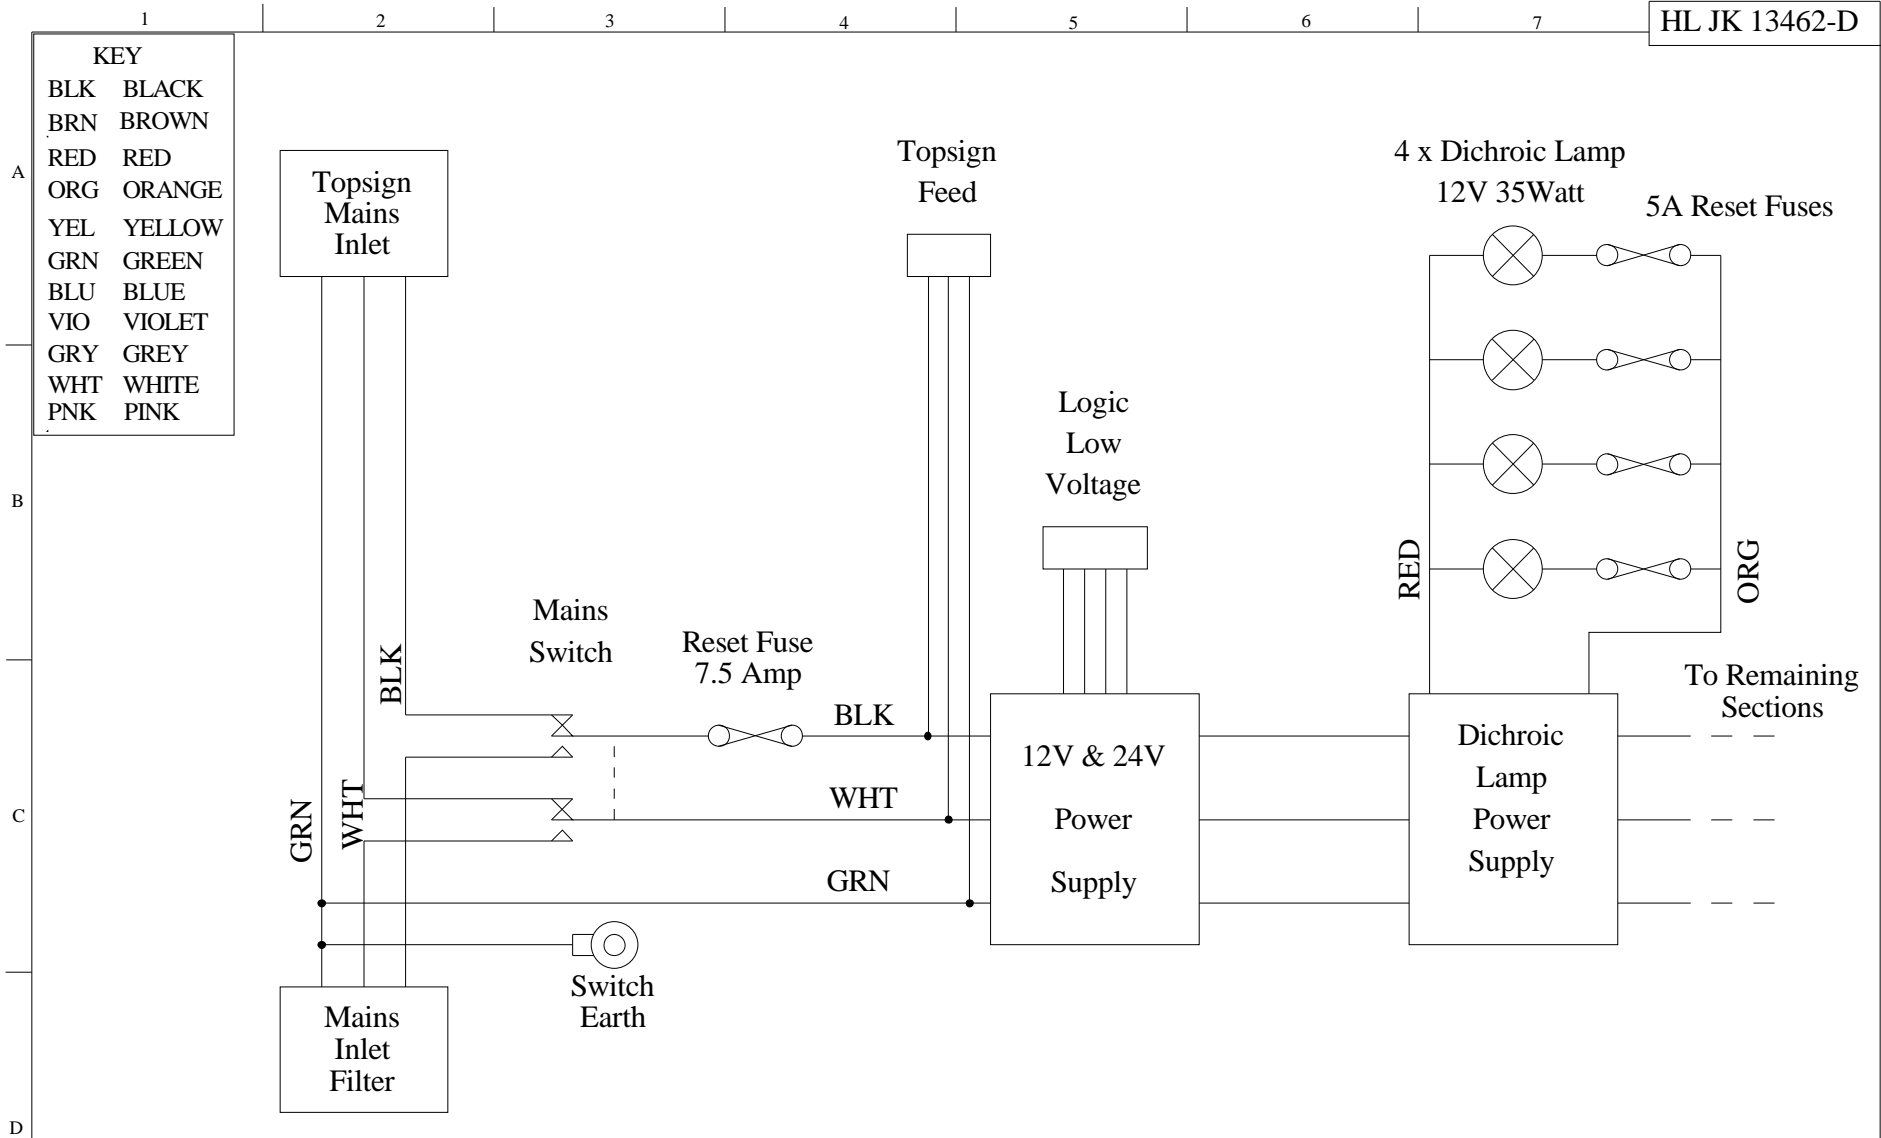 1 2 3 4 5 6 7
HL JK 13462-D
KEY
BLK BLACK
BRN BROWN
RED RED
ORG ORANGE
YEL YELLOW
GRN GREEN
BLU BLUE
VIO VIOLET
GRY GREY
WHT WHITE
PNK PINK
A
B
C
D
Topsign
Mains
Inlet
Topsign
Feed
4 x Dichroic Lamp
12V 35Watt
5A Reset Fuses
Logic
Low
Voltage
RED
ORG
Mains
Switch
Reset Fuse
7.5 Amp
BLK
BLK
WHT
GRN
WHT
GRN
12V & 24V
Power
Supply
Dichroic
Lamp
Power
Supply
To Remaining
Sections
Switch
Earth
Mains
Inlet
Filter